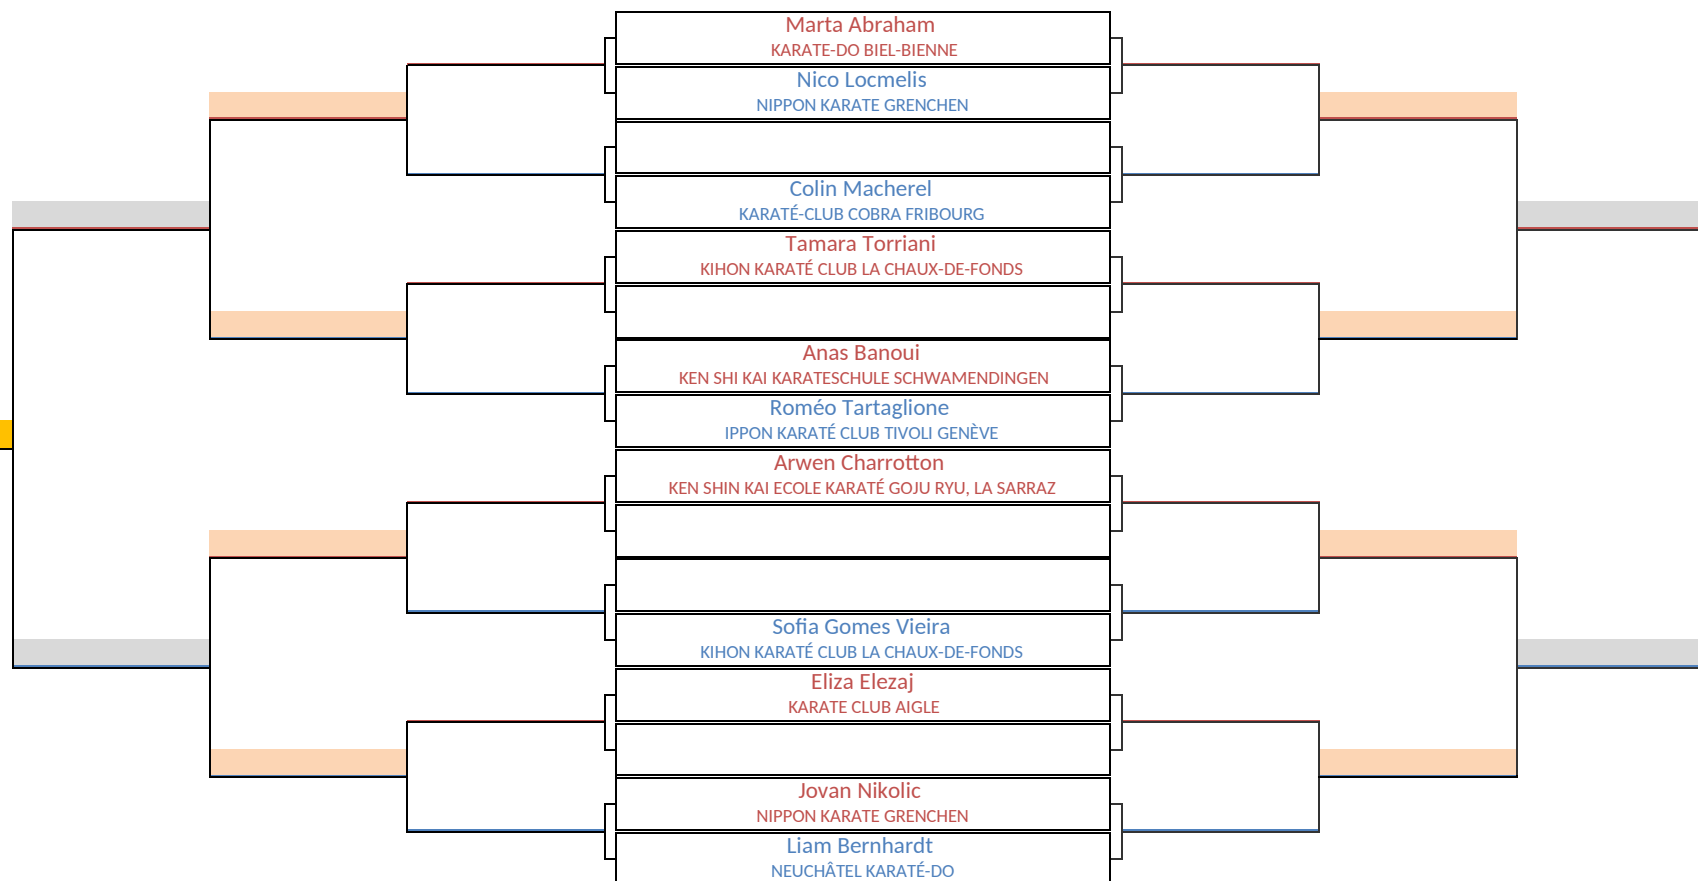 Marta Abraham
KARATE-DO BIEL-BIENNE
Nico Locmelis
NIPPON KARATE GRENCHEN
Colin Macherel
KARATÉ-CLUB COBRA FRIBOURG
Tamara Torriani
KIHON KARATÉ CLUB LA CHAUX-DE-FONDS
Anas Banoui
KEN SHI KAI KARATESCHULE SCHWAMENDINGEN
Roméo Tartaglione
IPPON KARATÉ CLUB TIVOLI GENÈVE
Arwen Charrotton
KEN SHIN KAI ECOLE KARATÉ GOJU RYU, LA SARRAZ
Sofia Gomes Vieira
KIHON KARATÉ CLUB LA CHAUX-DE-FONDS
Eliza Elezaj
KARATE CLUB AIGLE
Jovan Nikolic
NIPPON KARATE GRENCHEN
Liam Bernhardt
NEUCHÂTEL KARATÉ-DO